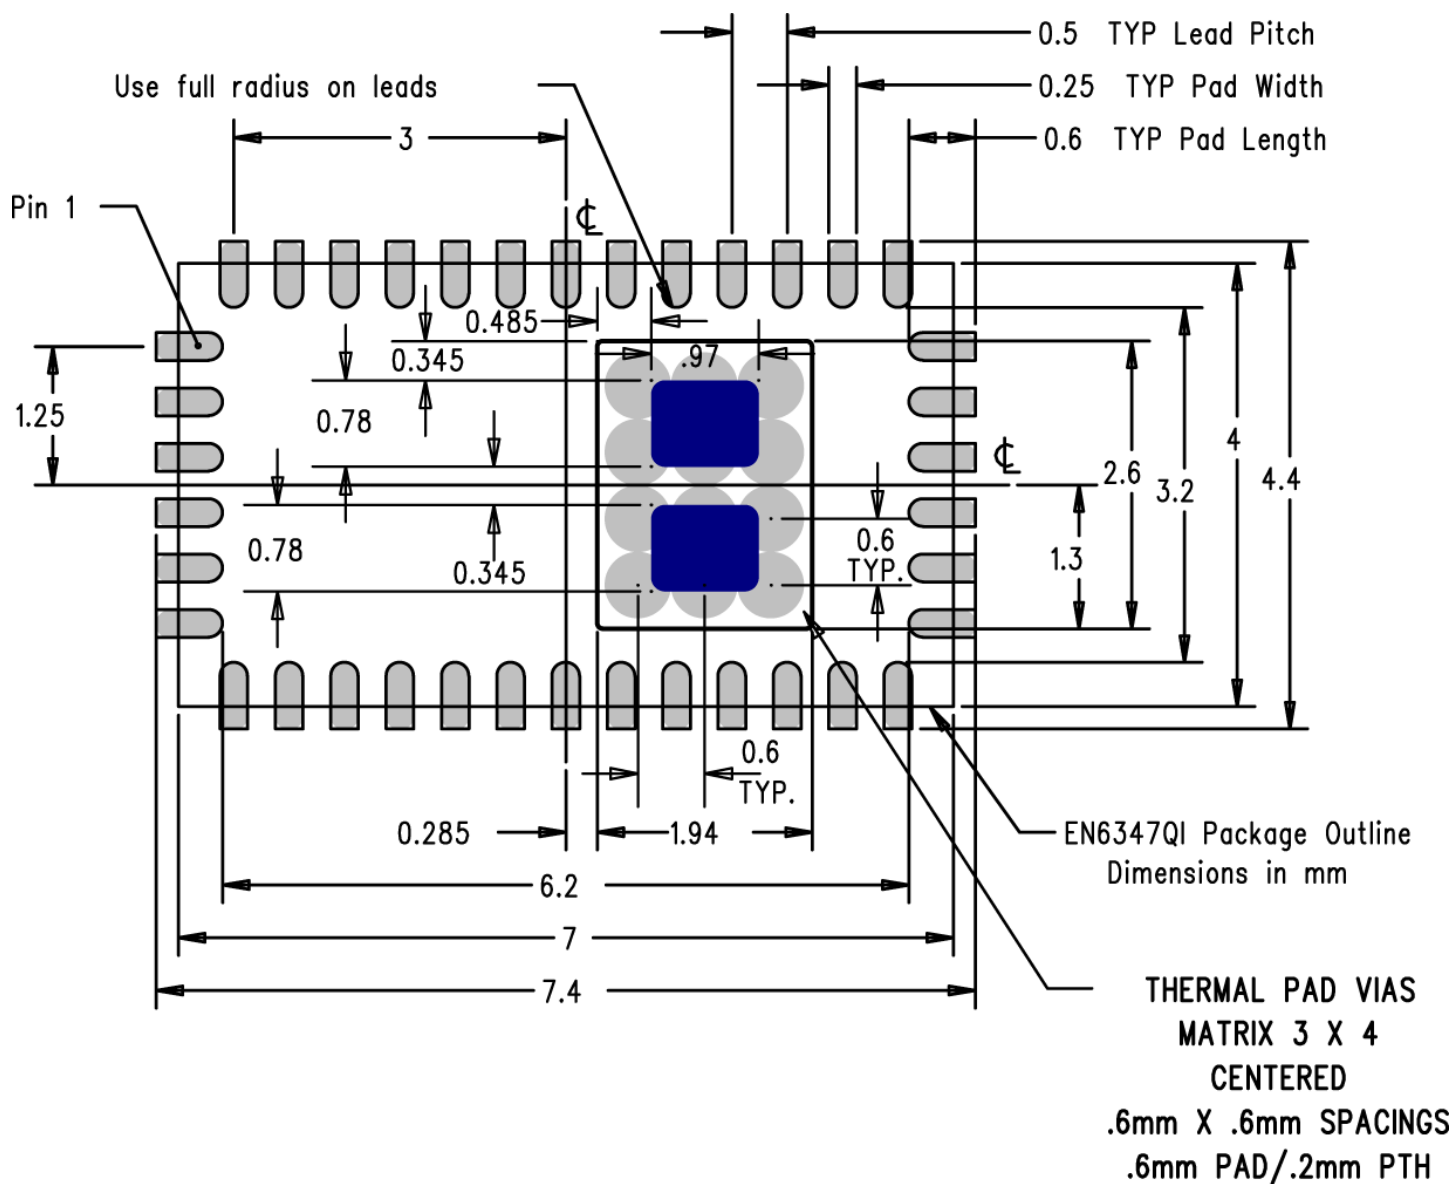 0.5 TYP Lead Pitch
Use full radius on leads
0.25 TYP Pad Width
3
0.6 TYP Pad Length
Pin 1
℄
0.485
0.345
.97
1.25
0.78
4
℄
2.6
3.2
4.4
0.78
0.345
0.6
TYP.
1.3
0.6
TYP.
0.285
1.94
EN6347QI Package Outline
Dimensions in mm
6.2
7
7.4
THERMAL PAD VIAS
MATRIX 3 X 4
CENTERED
.6mm X .6mm SPACINGS
.6mm PAD/.2mm PTH